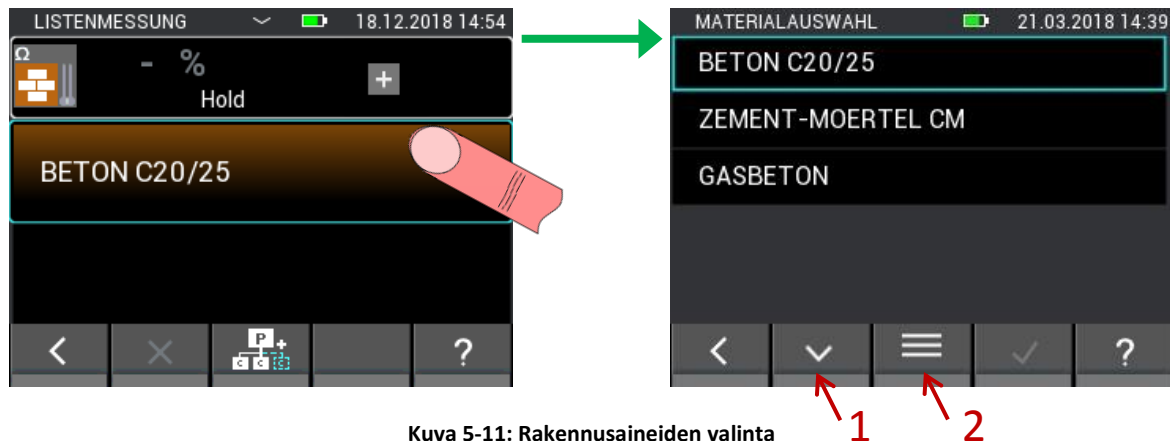 LISTENMESSUNG 18.12.2018 14:54
Ω
- %
Hold
+
BETON C20/25
P +
C C C
?
MATERIALAUSWAHL 21.03.2018 14:39
BETON C20/25
ZEMENT-MOERTEL CM
GASBETON
?
1 2
Kuva 5-11: Rakennusaineiden valinta